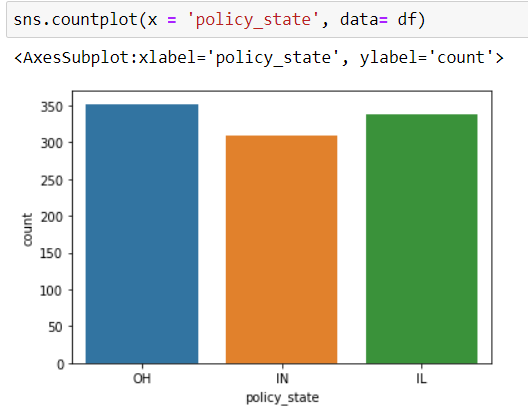 sns.countplot(x = 'policy_state', data= df)
<AxesSubplot:xlabel='policy_state', ylabel='count'>
350
300
250
200
150
100
50
0
count
OH IN IL
policy_state